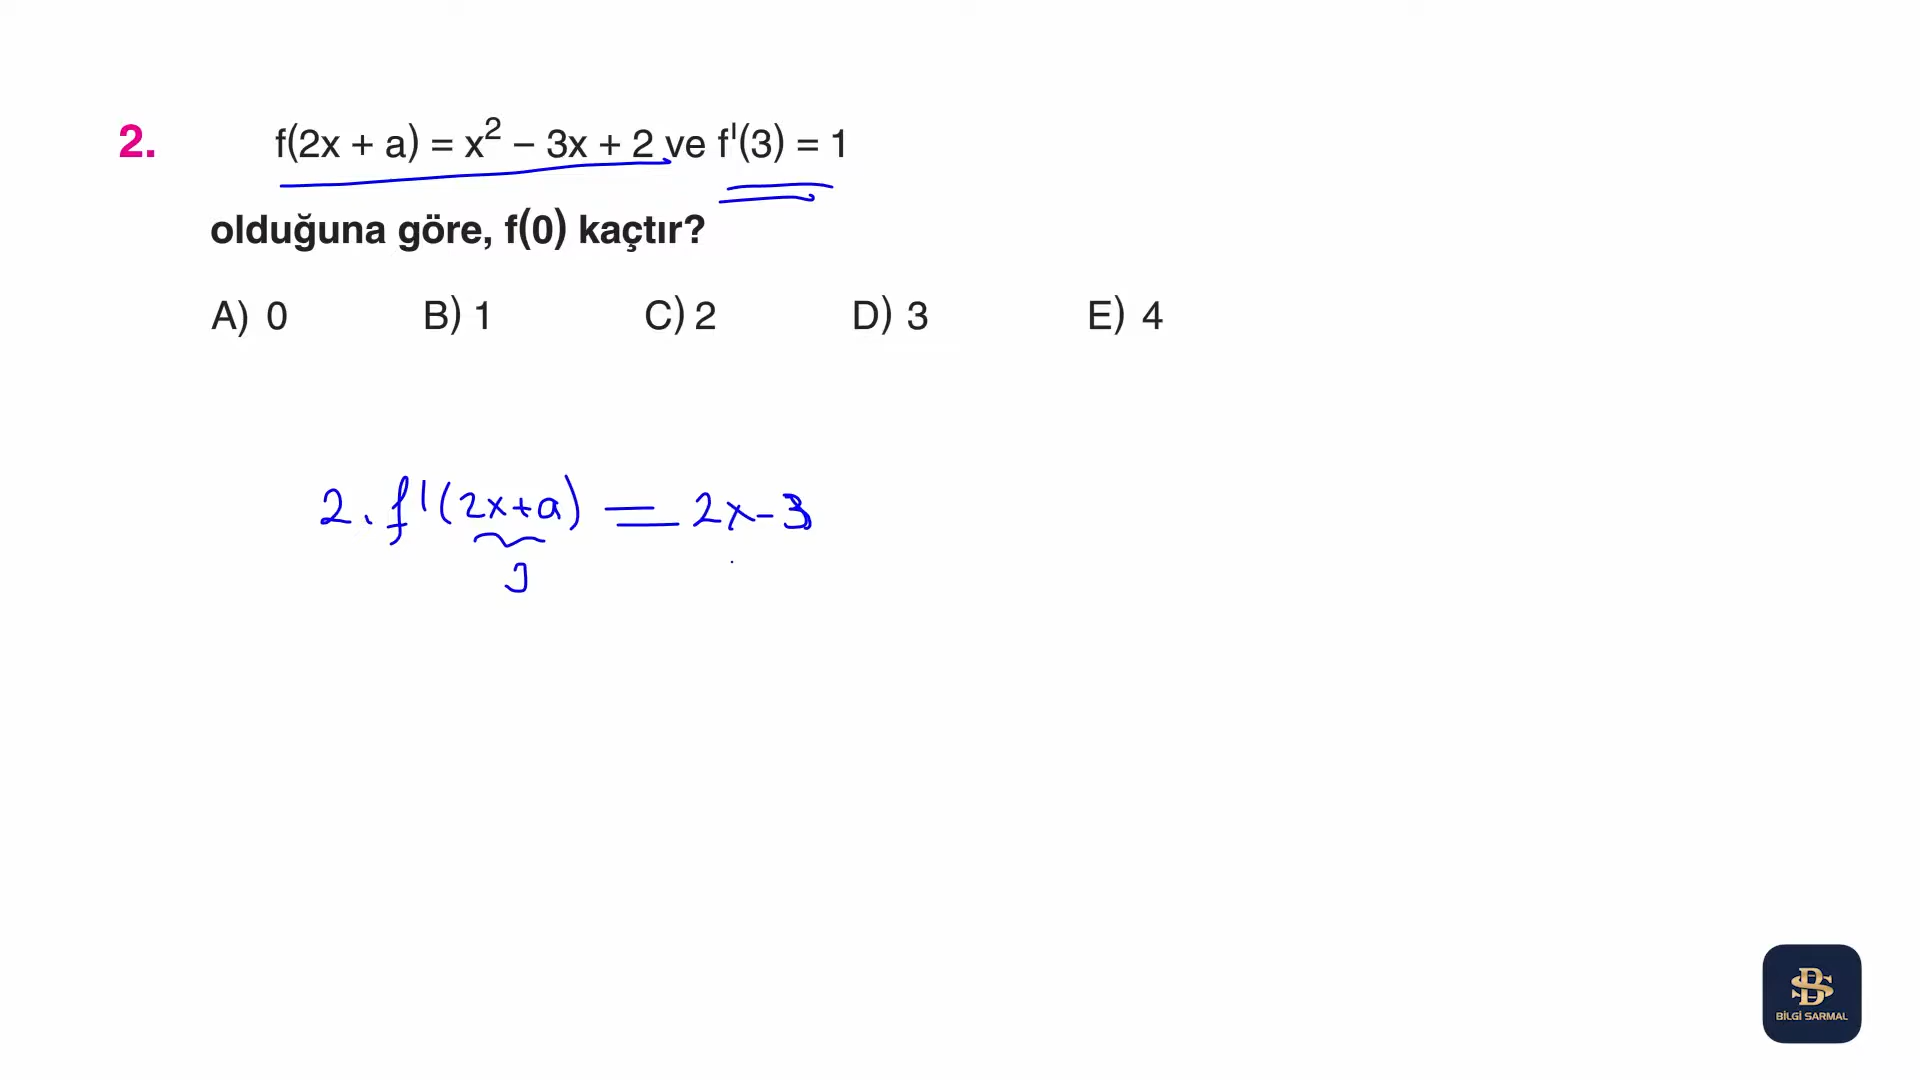 2. f(2x + a) = x² – 3x + 2 ve f'(3) = 1
olduğuna göre, f(0) kaçtır?
A) 0 B) 1 C) 2 D) 3 E) 4
2. f'(2x+a) = 2x-3
3
BİLGİ SARMAL